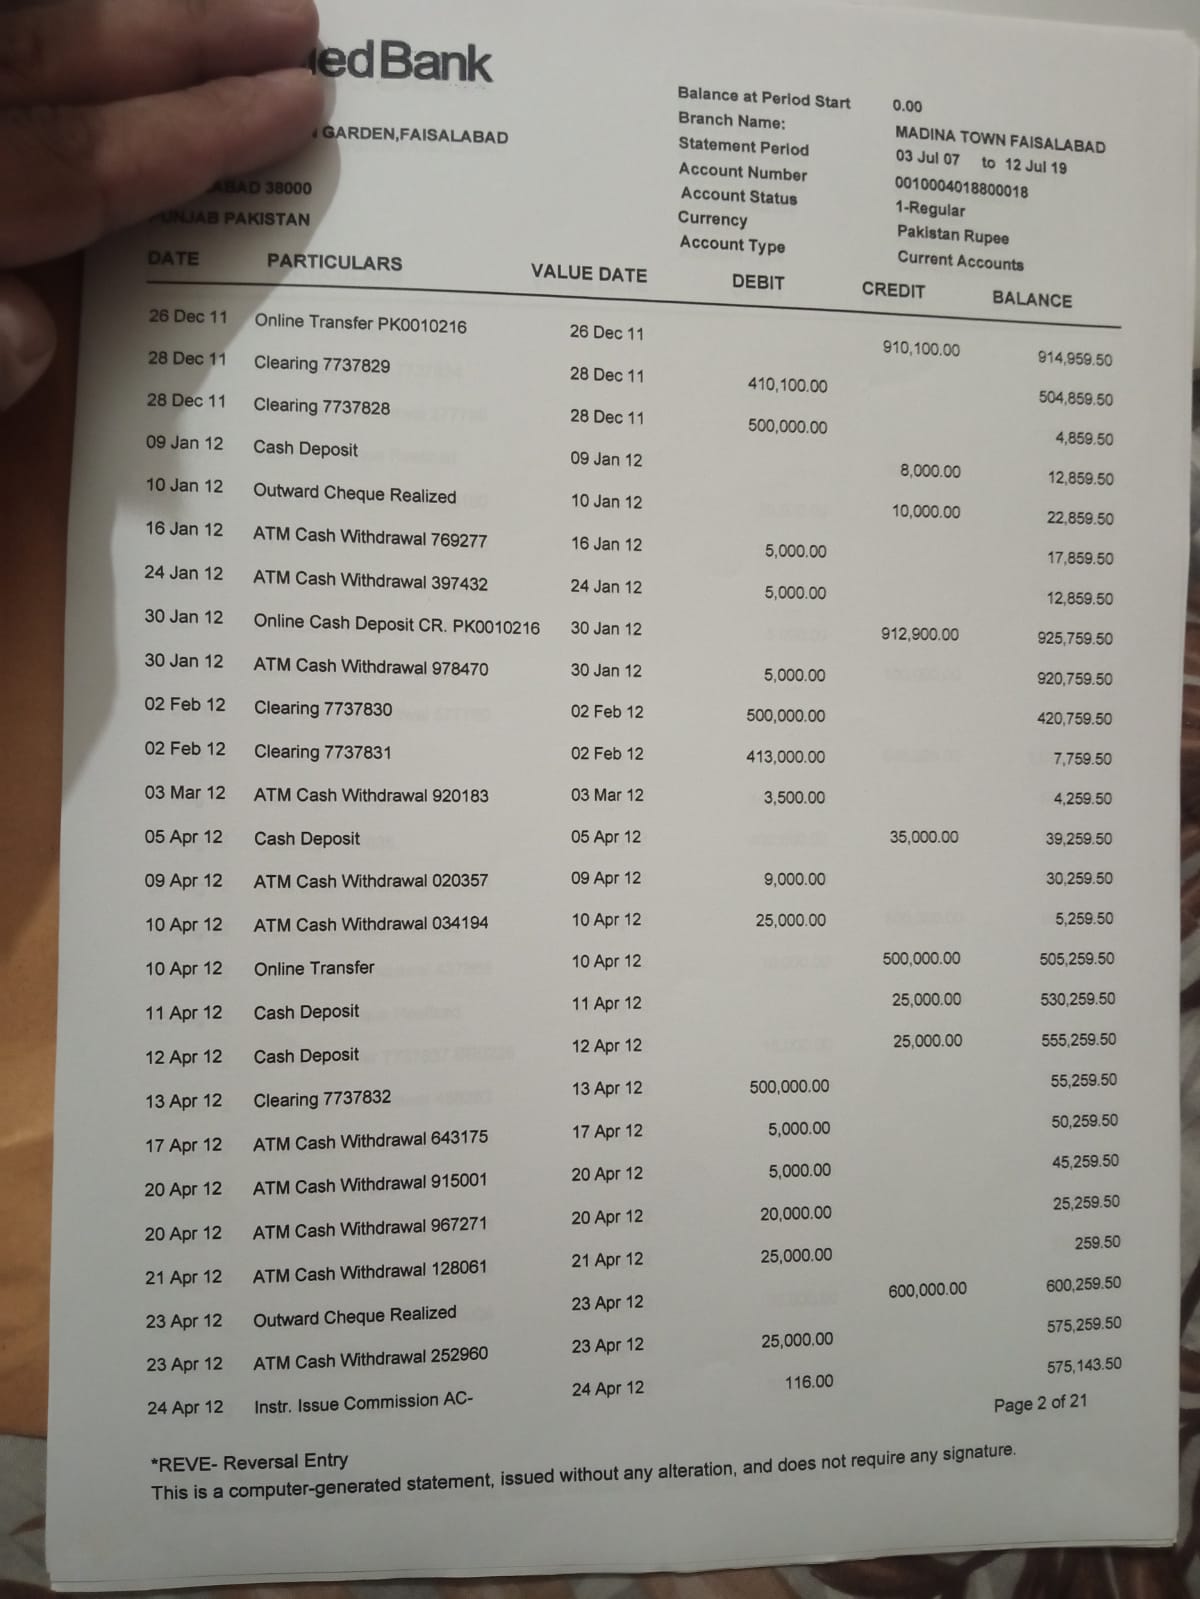 edBank
GARDEN,FAISALABAD
ABAD 38000
PUNJAB PAKISTAN
Balance at Period Start 0.00
Branch Name: MADINA TOWN FAISALABAD
Statement Period 03 Jul 07 to 12 Jul 19
Account Number 0010004018800018
Account Status 1-Regular
Currency Pakistan Rupee
Account Type Current Accounts
DATE PARTICULARS VALUE DATE DEBIT CREDIT BALANCE
26 Dec 11 Online Transfer PK0010216 26 Dec 11 910,100.00 914,959.50
28 Dec 11 Clearing 7737829 28 Dec 11 410,100.00 504,859.50
28 Dec 11 Clearing 7737828 28 Dec 11 500,000.00 4,859.50
09 Jan 12 Cash Deposit 09 Jan 12 8,000.00 12,859.50
10 Jan 12 Outward Cheque Realized 10 Jan 12 10,000.00 22,859.50
16 Jan 12 ATM Cash Withdrawal 769277 16 Jan 12 5,000.00 17,859.50
24 Jan 12 ATM Cash Withdrawal 397432 24 Jan 12 5,000.00 12,859.50
30 Jan 12 Online Cash Deposit CR. PK0010216 30 Jan 12 912,900.00 925,759.50
30 Jan 12 ATM Cash Withdrawal 978470 30 Jan 12 5,000.00 920,759.50
02 Feb 12 Clearing 7737830 02 Feb 12 500,000.00 420,759.50
02 Feb 12 Clearing 7737831 02 Feb 12 413,000.00 7,759.50
03 Mar 12 ATM Cash Withdrawal 920183 03 Mar 12 3,500.00 4,259.50
05 Apr 12 Cash Deposit 05 Apr 12 35,000.00 39,259.50
09 Apr 12 ATM Cash Withdrawal 020357 09 Apr 12 9,000.00 30,259.50
10 Apr 12 ATM Cash Withdrawal 034194 10 Apr 12 25,000.00 5,259.50
10 Apr 12 Online Transfer 10 Apr 12 500,000.00 505,259.50
11 Apr 12 Cash Deposit 11 Apr 12 25,000.00 530,259.50
12 Apr 12 Cash Deposit 12 Apr 12 25,000.00 555,259.50
13 Apr 12 Clearing 7737832 13 Apr 12 500,000.00 55,259.50
17 Apr 12 ATM Cash Withdrawal 643175 17 Apr 12 5,000.00 50,259.50
20 Apr 12 ATM Cash Withdrawal 915001 20 Apr 12 5,000.00 45,259.50
20 Apr 12 ATM Cash Withdrawal 967271 20 Apr 12 20,000.00 25,259.50
21 Apr 12 ATM Cash Withdrawal 128061 21 Apr 12 25,000.00 259.50
23 Apr 12 Outward Cheque Realized 23 Apr 12 600,000.00 600,259.50
23 Apr 12 ATM Cash Withdrawal 252960 23 Apr 12 25,000.00 575,259.50
24 Apr 12 Instr. Issue Commission AC- 24 Apr 12 116.00 575,143.50
Page 2 of 21
*REVE- Reversal Entry
This is a computer-generated statement, issued without any alteration, and does not require any signature.